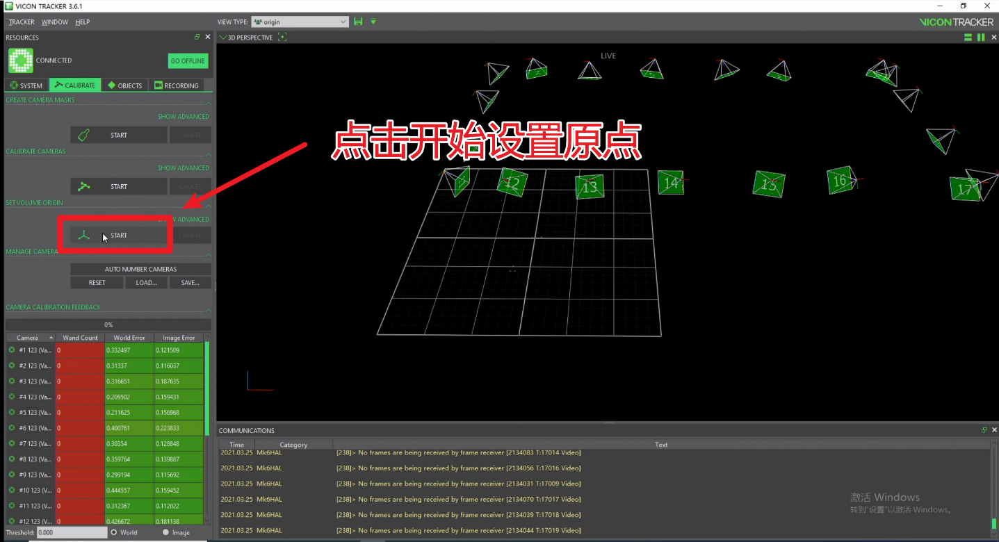 VICON TRACKER 3.6.1
TRACKER WINDOW HELP
VIEW TYPE: origin
VICON TRACKER
RESOURCES
3D PERSPECTIVE
CONNECTED
GO OFFLINE
LIVE
SYSTEM CALIBRATE OBJECTS RECORDING
CREATE CAMERA MASKS
SHOW ADVANCED
START CANCEL
CALIBRATE CAMERAS
SHOW ADVANCED
START CANCEL
SET VOLUME ORIGIN
ADVANCED
START CANCEL
MANAGE CAMERA
AUTO NUMBER CAMERAS
RESET LOAD... SAVE...
CAMERA CALIBRATION FEEDBACK
0%
Camera Wand Count World Error Image Error
#1 123 (Va... 0 0.332497 0.121509
#2 123 (Va... 0 0.31337 0.116037
#3 123 (Va... 0 0.316651 0.187635
#4 123 (Va... 0 0.209502 0.159431
#5 123 (Va... 0 0.211625 0.156968
#6 123 (Va... 0 0.400761 0.223833
#7 123 (Va... 0 0.30354 0.128848
#8 123 (Va... 0 0.359764 0.139887
#9 123 (Va... 0 0.299194 0.115692
#10 123 (V... 0 0.444557 0.159452
#11 123 (V... 0 0.312367 0.112022
#12 123 (V... 0 0.426672 0.181138
Threshold: 0.000 World Image
点击开始设置原点
12 13 14 15 16 17
COMMUNICATIONS
Time Category Text
2021.03.25 Mk6HAL [238]> No frames are being received by frame receiver [2134083 T:17014 Video]
2021.03.25 Mk6HAL [238]> No frames are being received by frame receiver [2134056 T:17016 Video]
2021.03.25 Mk6HAL [238]> No frames are being received by frame receiver [2134031 T:17009 Video]
2021.03.25 Mk6HAL [238]> No frames are being received by frame receiver [2134070 T:17017 Video]
2021.03.25 Mk6HAL [238]> No frames are being received by frame receiver [2134039 T:17018 Video]
2021.03.25 Mk6HAL [238]> No frames are being received by frame receiver [2134044 T:17019 Video]
激活 Windows
转到"设置"以激活 Windows。